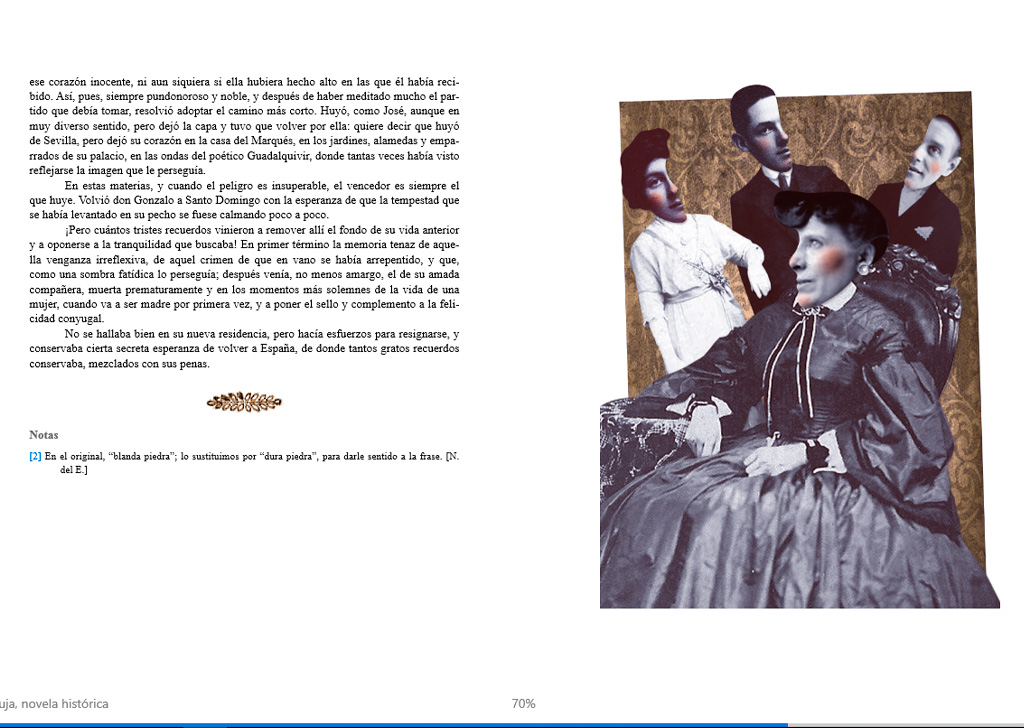 ese corazón inocente, ni aun siquiera si ella hubiera hecho alto en las que él había reci-
bido. Así, pues, siempre pundonoroso y noble, y después de haber meditado mucho el par-
tido que debía tomar, resolvió adoptar el camino más corto. Huyó, como José, aunque en
muy diverso sentido, pero dejó la capa y tuvo que volver por ella: quiere decir que huyó
de Sevilla, pero dejó su corazón en la casa del Marqués, en los jardines, alamedas y empa-
rrados de su palacio, en las ondas del poético Guadalquivir, donde tantas veces había visto
reflejarse la imagen que le perseguía.
En estas materias, y cuando el peligro es insuperable, el vencedor es siempre el
que huye. Volvió don Gonzalo a Santo Domingo con la esperanza de que la tempestad que
se había levantado en su pecho se fuese calmando poco a poco.
¡Pero cuántos tristes recuerdos vinieron a remover allí el fondo de su vida anterior
y a oponerse a la tranquilidad que buscaba! En primer término la memoria tenaz de aque-
lla venganza irreflexiva, de aquel crimen de que en vano se había arrepentido, y que,
como una sombra fatídica lo perseguía; después venía, no menos amargo, el de su amada
compañera, muerta prematuramente y en los momentos más solemnes de la vida de una
mujer, cuando va a ser madre por primera vez, y a poner el sello y complemento a la feli-
cidad conyugal.
No se hallaba bien en su nueva residencia, pero hacía esfuerzos para resignarse, y
conservaba cierta secreta esperanza de volver a España, de donde tantos gratos recuerdos
conservaba, mezclados con sus penas.
Notas
[2] En el original, “blanda piedra”; lo sustituimos por “dura piedra”, para darle sentido a la frase. [N.
del E.]
uja, novela histórica
70%